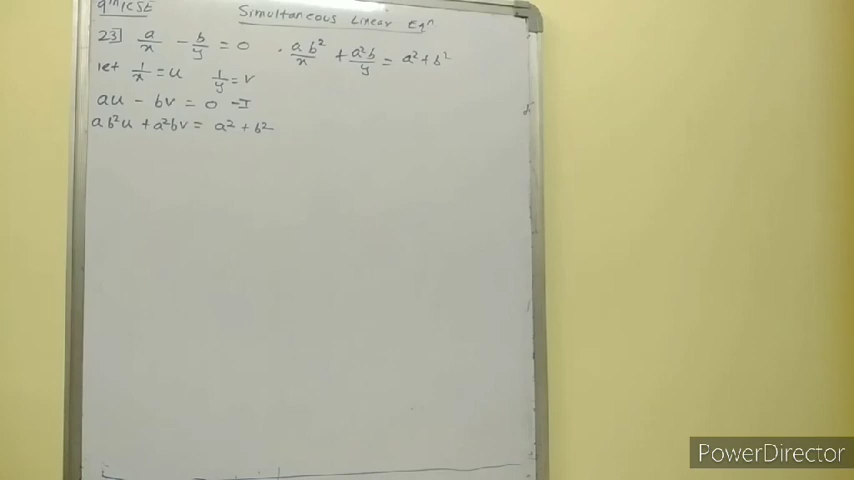 9th ICSE
Simultaneous Linear Eqn
23] a/x - b/y = 0 . ab²/x + a²b/y = a² + b²
let 1/x = u 1/y = v
au - bv = 0 -I
ab²u + a²bv = a² + b²
PowerDirector